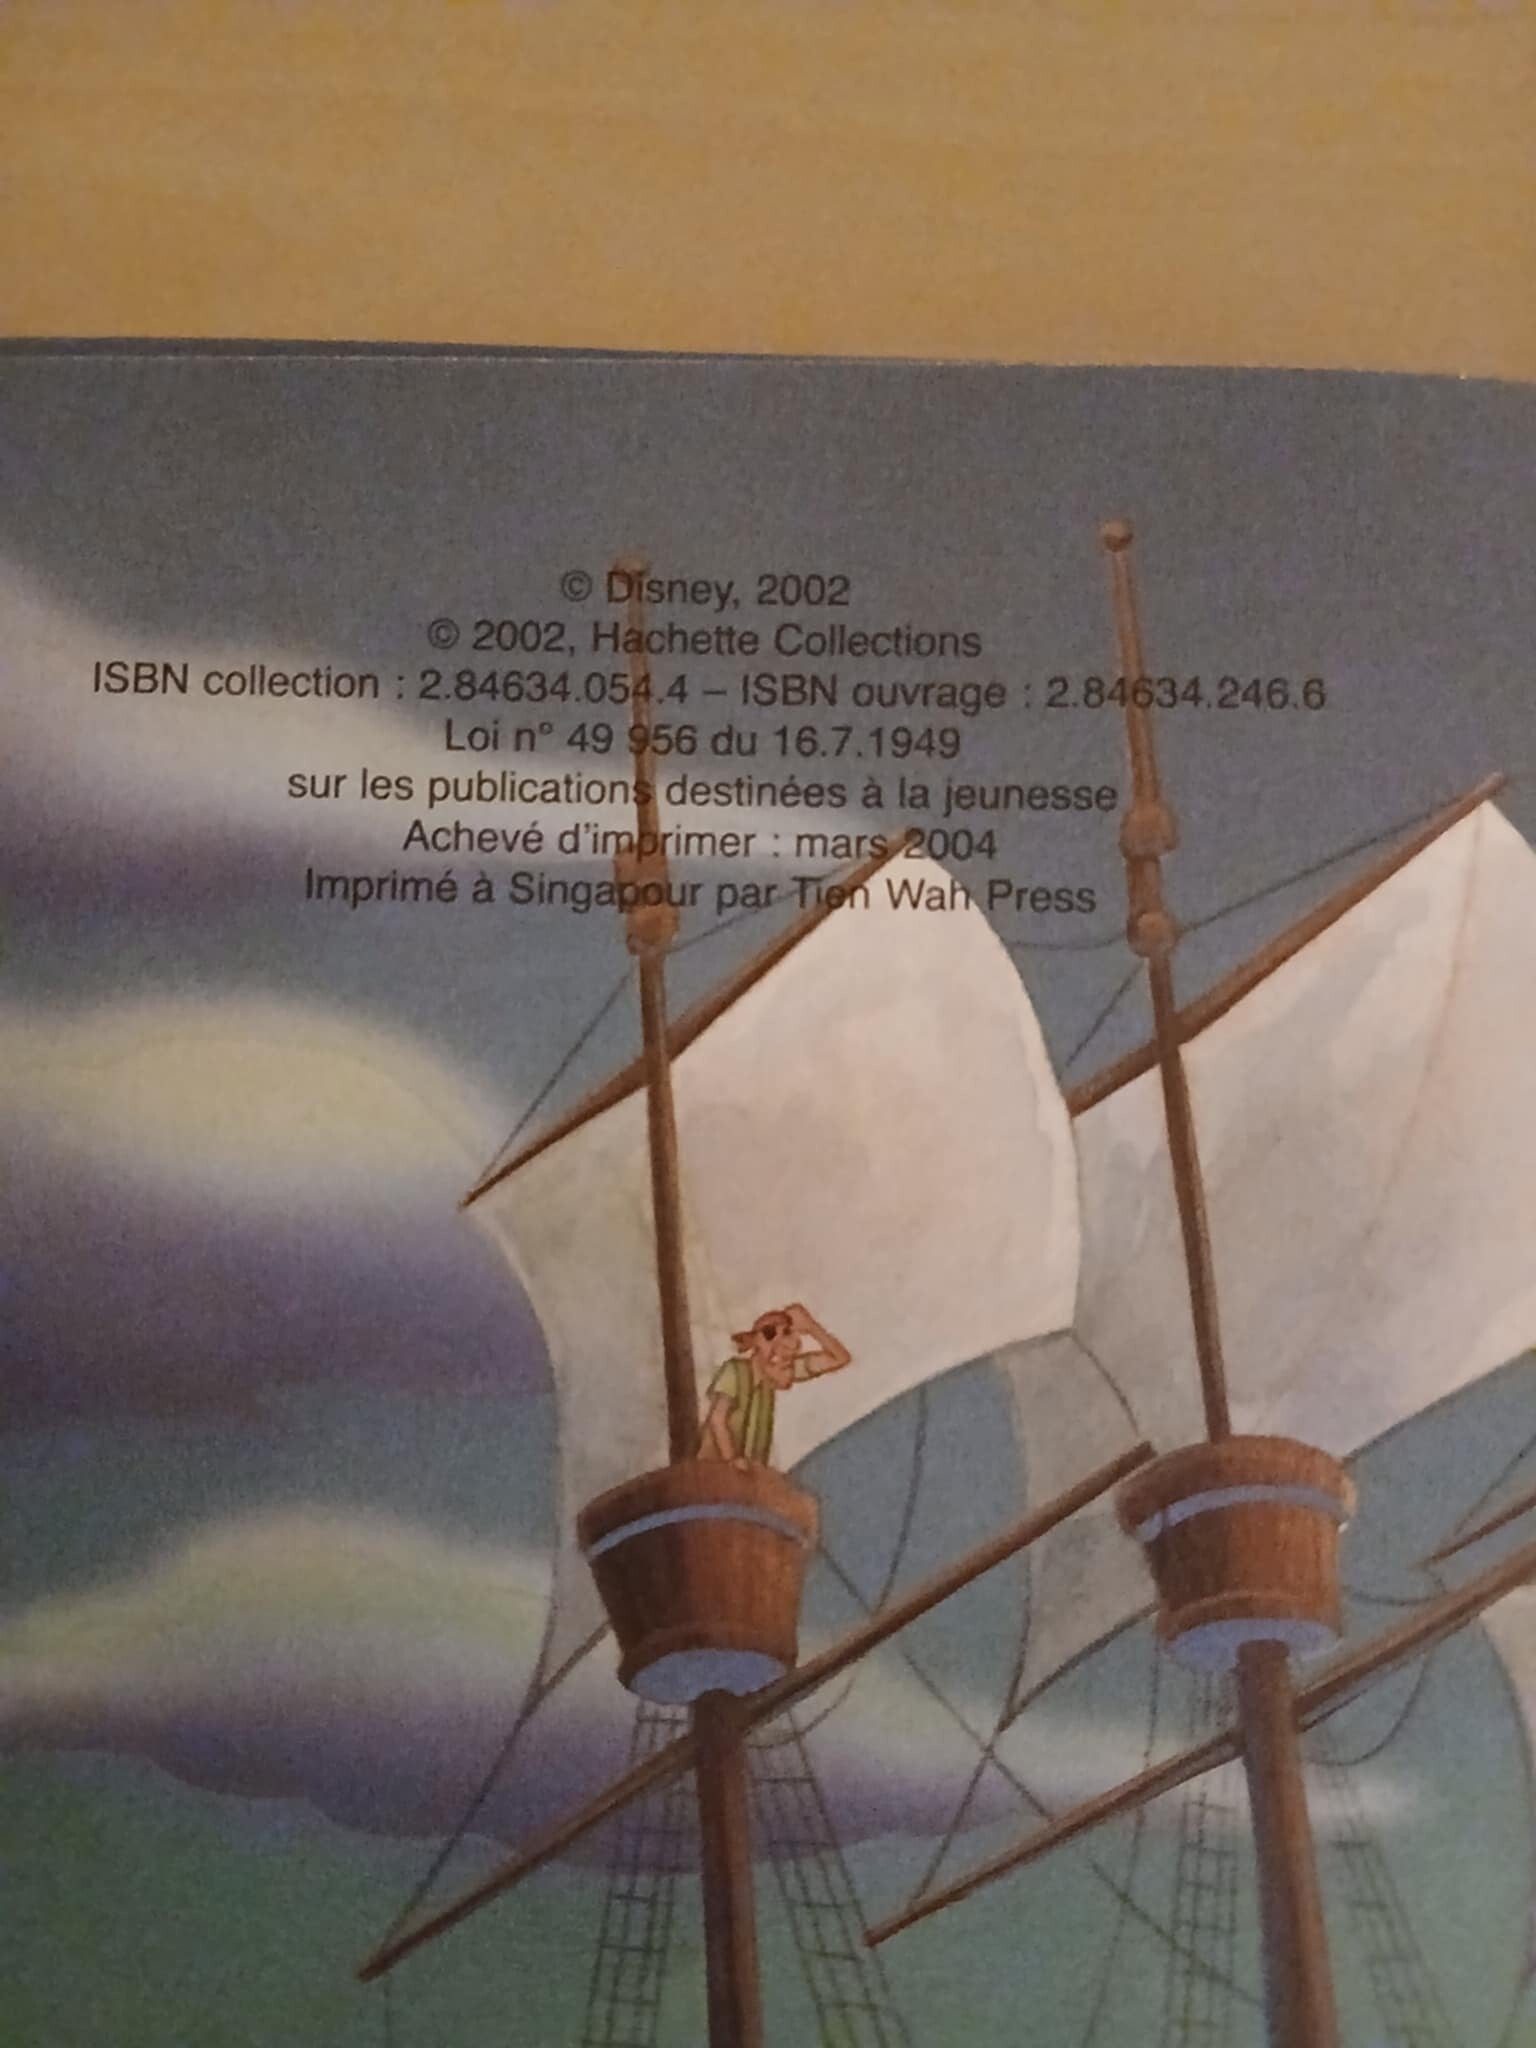 © Disney, 2002
© 2002, Hachette Collections
ISBN collection : 2.84634.054.4 – ISBN ouvrage : 2.84634.246.6
Loi n° 49 956 du 16.7.1949
sur les publications destinées à la jeunesse
Achevé d'imprimer : mars 2004
Imprimé à Singapour par Tien Wah Press